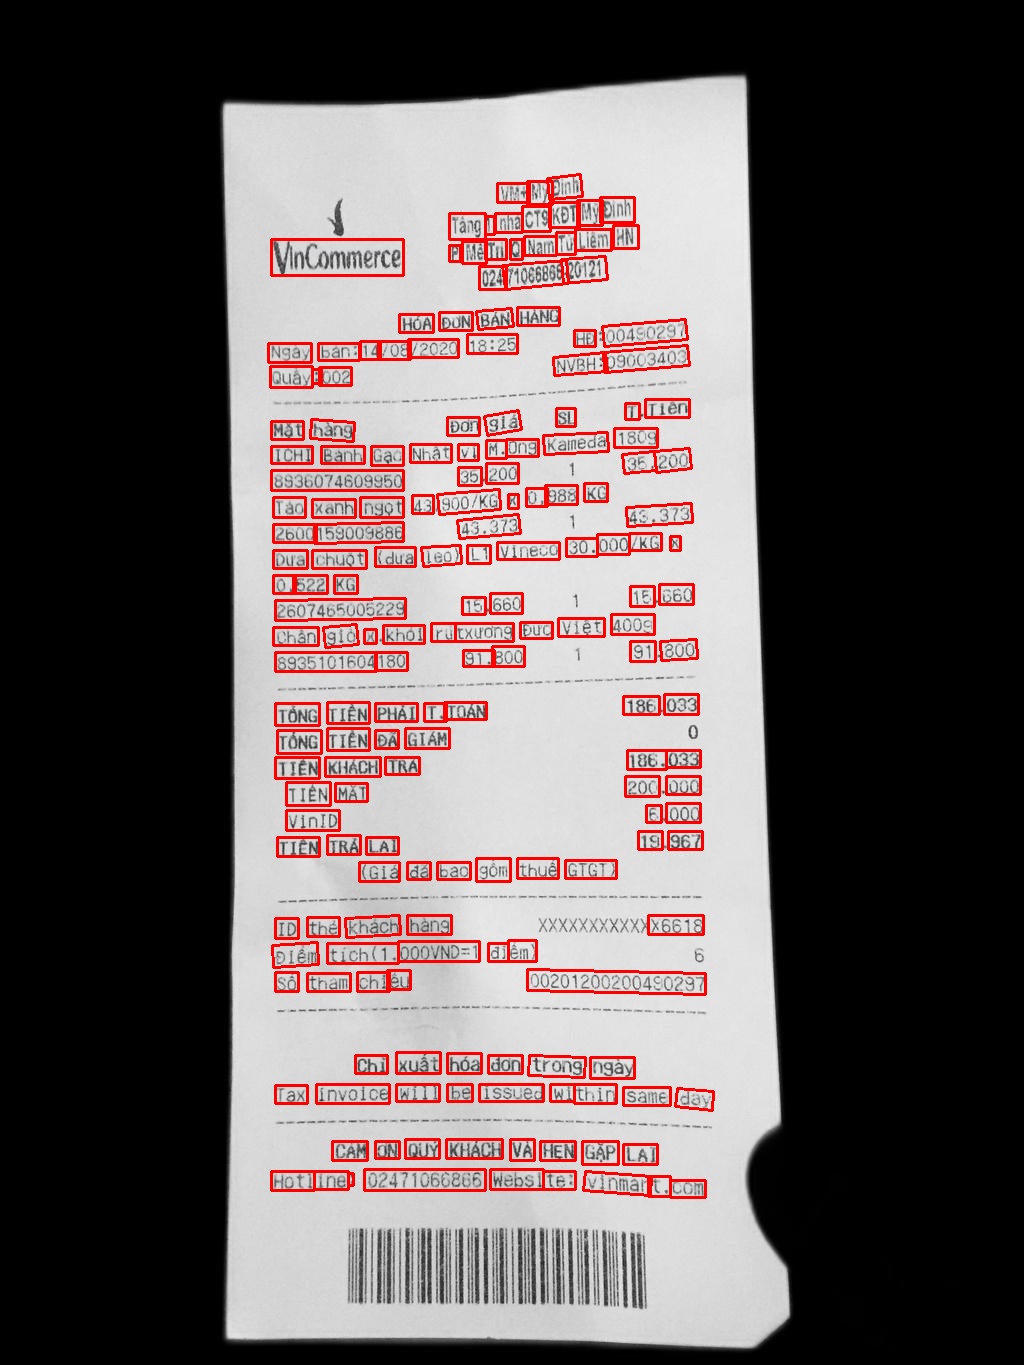 VinCommerce
VM+ Mỹ Đình
Tầng 1 nhà CT9 KĐT Mỹ Đình
P Mễ Trì Q Nam Từ Liêm HN
02471066866-20121
HÓA ĐƠN BÁN HÀNG
Ngày bán:14/08/2020 18:25 HĐ:00490297
Quầy:002 NVBH:09003403
Mặt hàng Đơn giá SL T.Tiền
ICHI Bánh Gạo Nhật vị M.Ong Kameda 180g
8936074609950 35.200 1 35.200
Táo xanh ngọt 43.900/KG x 0.988 KG
2600159009886 43.373 1 43.373
Dưa chuột (dưa leo) L1 Vineco 30.000/KG x
0.522 KG
2607465005229 15.660 1 15.660
Chân giò x.khói rútxương Đức Việt 400g
8935101604180 91.800 1 91.800
TỔNG TIỀN PHẢI T.TOÁN 186.033
TỔNG TIỀN ĐÃ GIẢM 0
TIỀN KHÁCH TRẢ 186.033
TIỀN MẶT 200.000
VinID 6.000
TIỀN TRẢ LẠI 19.967
(Giá đã bao gồm thuế GTGT)
ID thẻ khách hàng XXXXXXXXXXXX6618
Điểm tích(1.000VND=1 điểm) 6
Số tham chiếu 00201200200490297
Chỉ xuất hóa đơn trong ngày
Tax invoice will be issued within same day
CẢM ƠN QUÝ KHÁCH VÀ HẸN GẶP LẠI
Hotline: 02471066866 Website: vinmart.com